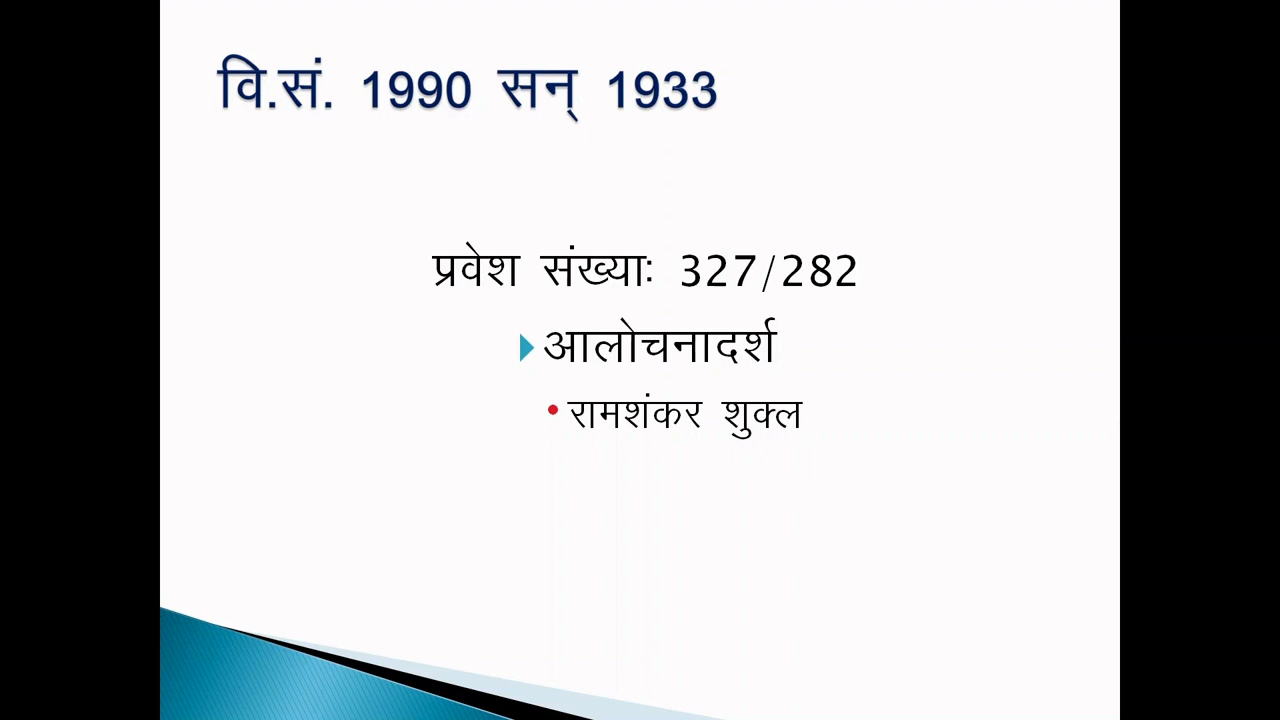 वि.सं. 1990 सन् 1933
प्रवेश संख्याः 327/282
आलोचनादर्श
रामशंकर शुक्ल